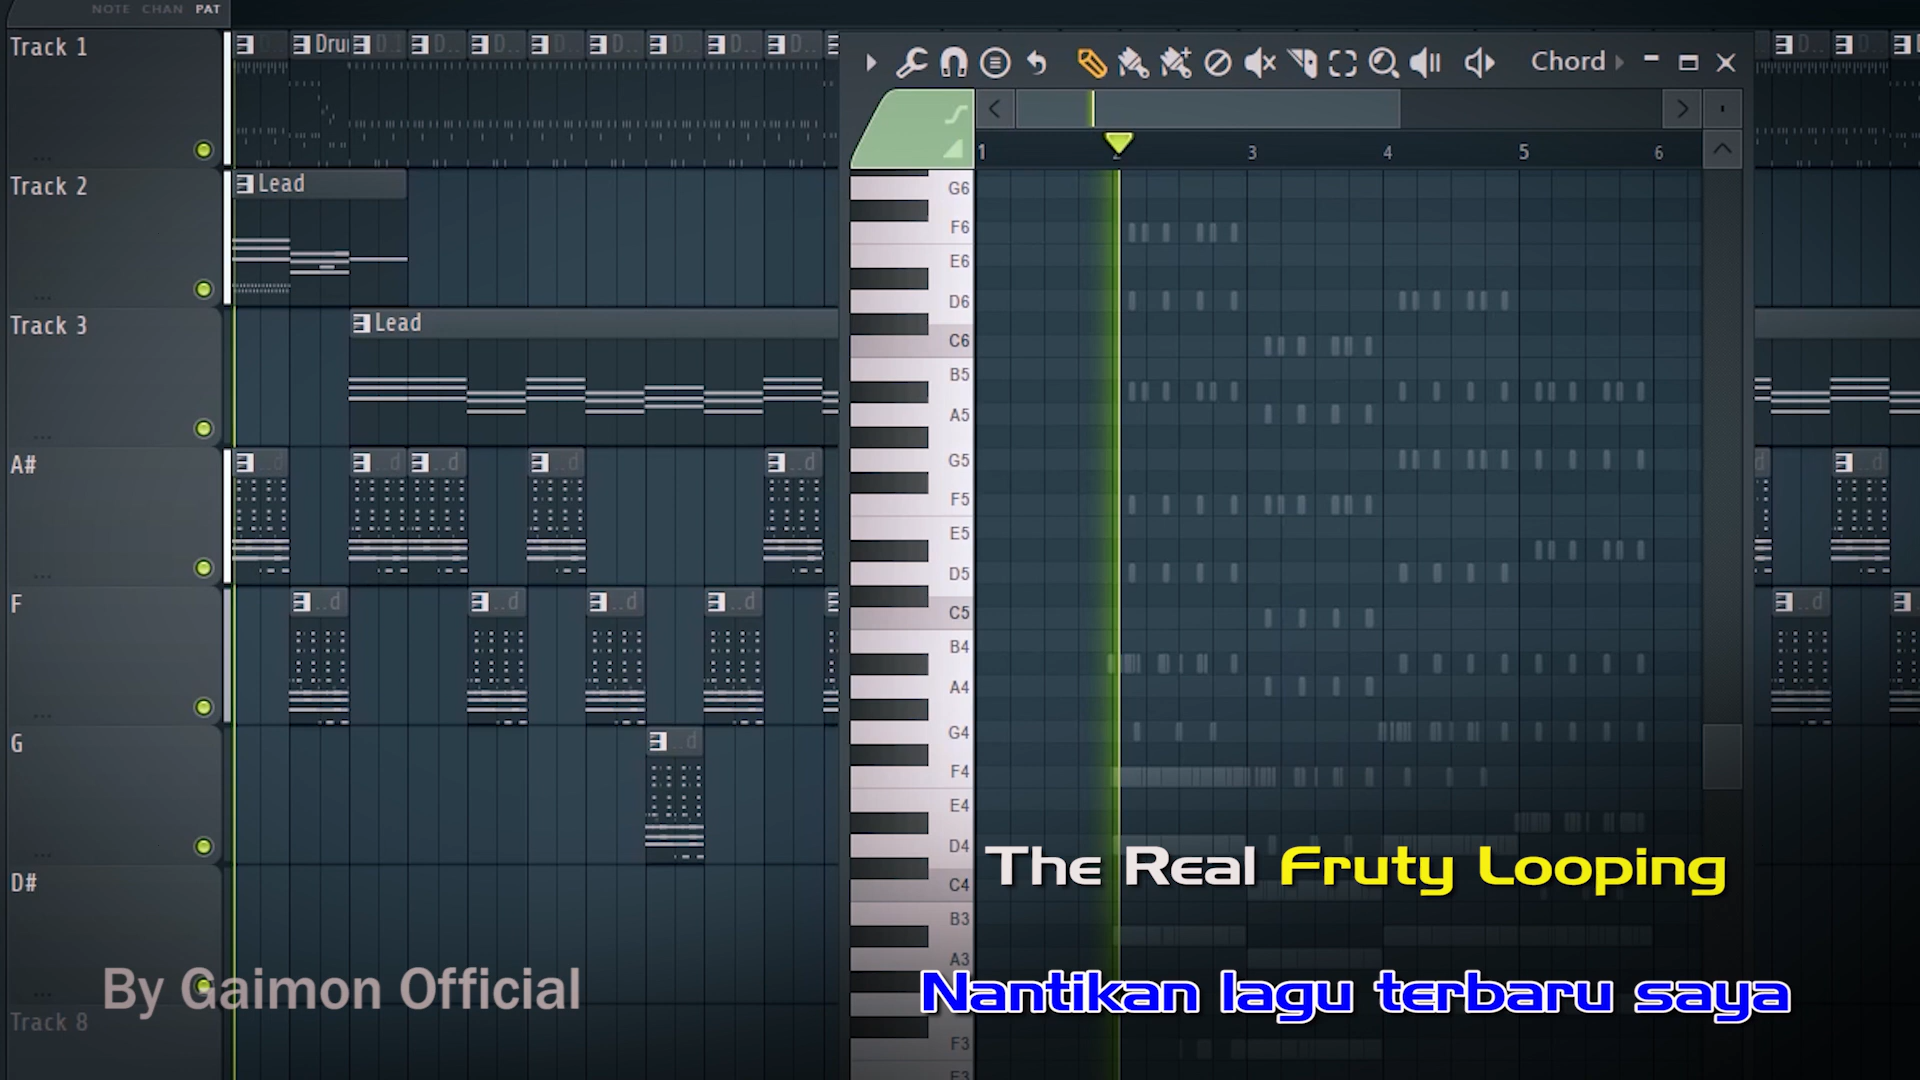 NOTE CHAN PAT
Track 1
Drum
Track 2
Lead
Track 3
Lead
A#
F
G
D#
Track 8
Chord
1 2 3 4 5 6
G6
F6
E6
D6
C6
B5
A5
G5
F5
E5
D5
C5
B4
A4
G4
F4
E4
D4
C4
B3
A3
F3
E3
The Real Fruty Looping
By Gaimon Official
Nantikan lagu terbaru saya